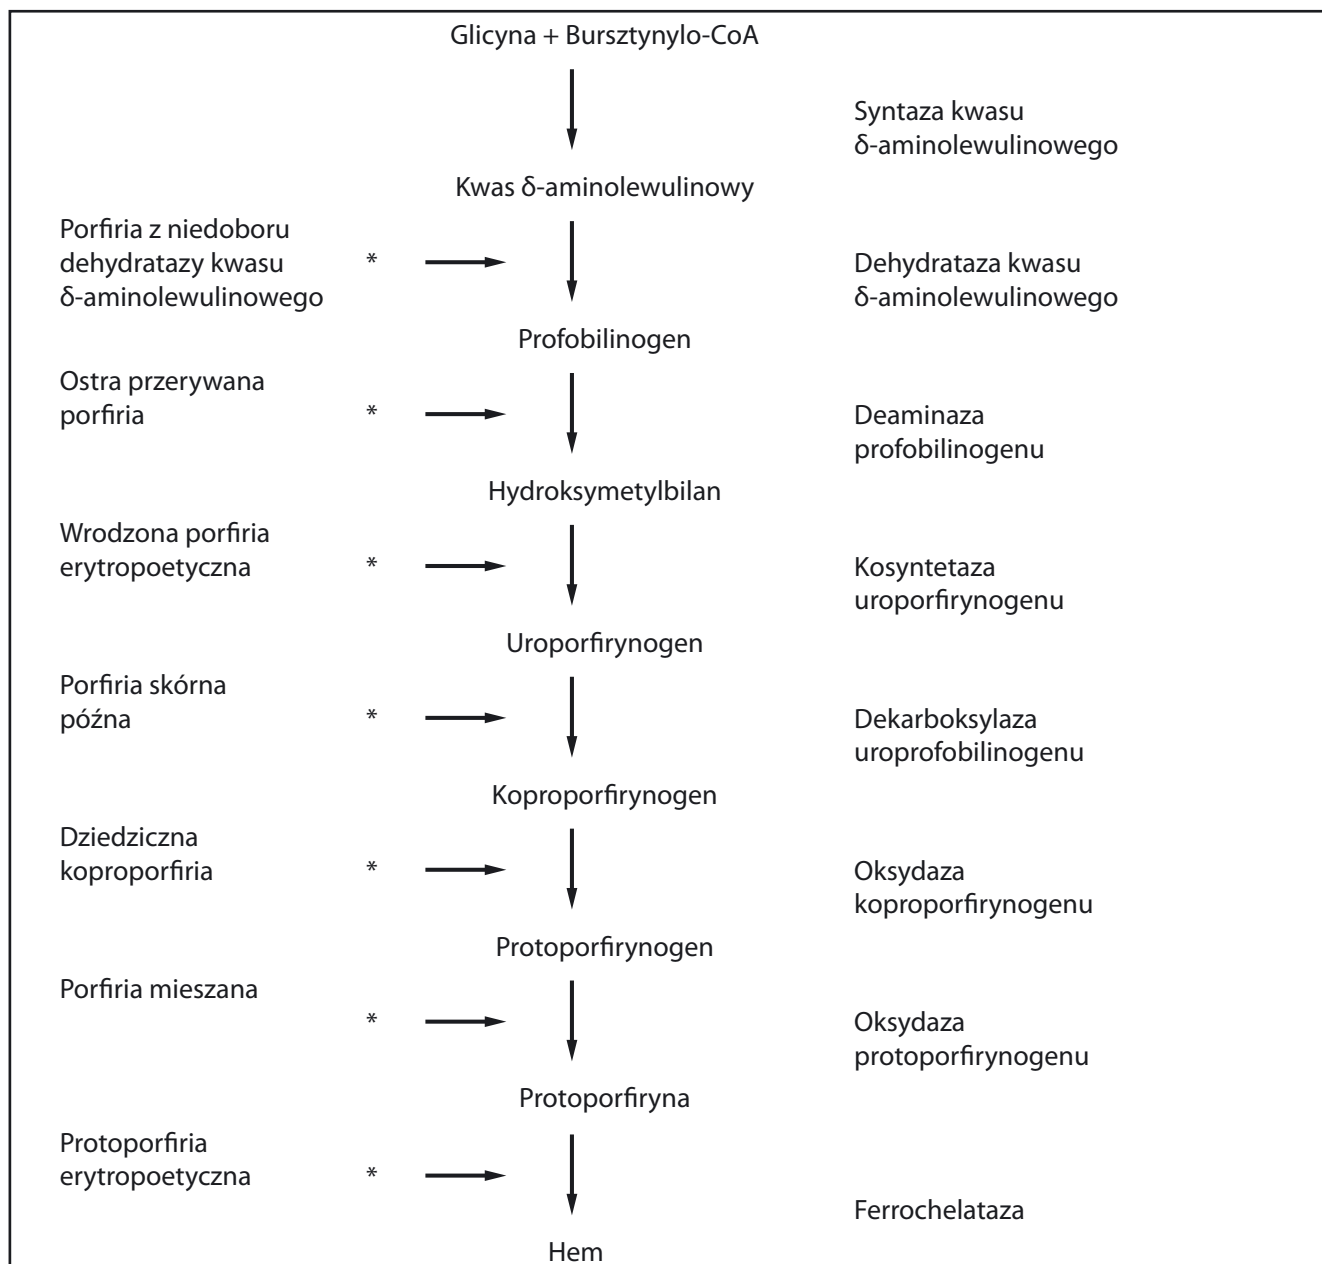 Glicyna + Bursztynylo-CoA
Syntaza kwasu
δ-aminolewulinowego
Kwas δ-aminolewulinowy
Porfiria z niedoboru
dehydratazy kwasu
δ-aminolewulinowego
*
Dehydrataza kwasu
δ-aminolewulinowego
Profobilinogen
Ostra przerywana
porfiria
*
Deaminaza
profobilinogenu
Hydroksymetylbilan
Wrodzona porfiria
erytropoetyczna
*
Kosyntetaza
uroporfirynogenu
Uroporfirynogen
Porfiria skórna
późna
*
Dekarboksylaza
uroprofobilinogenu
Koproporfirynogen
Dziedziczna
koproporfiria
*
Oksydaza
koproporfirynogenu
Protoporfirynogen
Porfiria mieszana
*
Oksydaza
protoporfirynogenu
Protoporfiryna
Protoporfiria
erytropoetyczna
*
Ferrochelataza
Hem